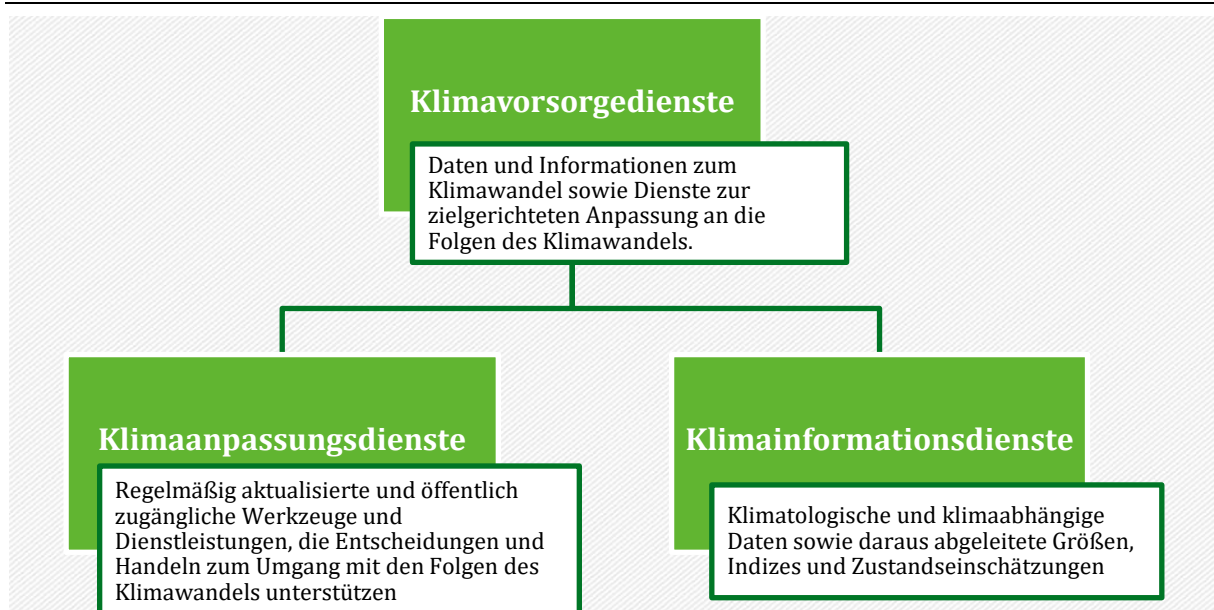 Klimavorsorgedienste
Daten und Informationen zum
Klimawandel sowie Dienste zur
zielgerichteten Anpassung an die
Folgen des Klimawandels.
Klimaanpassungsdienste
Regelmäßig aktualisierte und öffentlich
zugängliche Werkzeuge und
Dienstleistungen, die Entscheidungen und
Handeln zum Umgang mit den Folgen des
Klimawandels unterstützen
Klimainformationsdienste
Klimatologische und klimaabhängige
Daten sowie daraus abgeleitete Größen,
Indizes und Zustandseinschätzungen